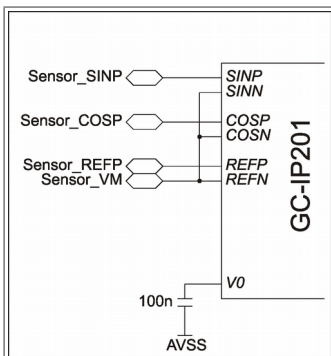 Sensor_SINP SINP
SINN
Sensor_COSP COSP
COSN
Sensor_REFP REFP
Sensor_VM REFN
GC-IP201
V0
100n
AVSS